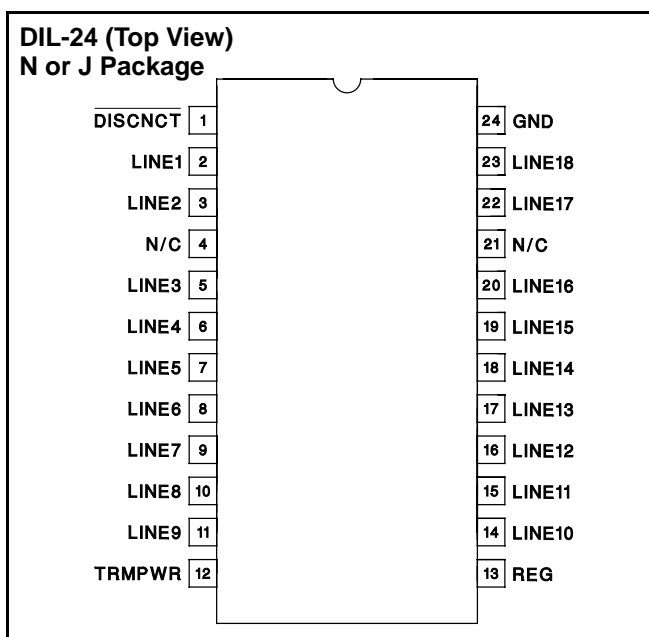 DIL-24 (Top View)
N or J Package
DISCNCT 1
LINE1 2
LINE2 3
N/C 4
LINE3 5
LINE4 6
LINE5 7
LINE6 8
LINE7 9
LINE8 10
LINE9 11
TRMPWR 12
24 GND
23 LINE18
22 LINE17
21 N/C
20 LINE16
19 LINE15
18 LINE14
17 LINE13
16 LINE12
15 LINE11
14 LINE10
13 REG